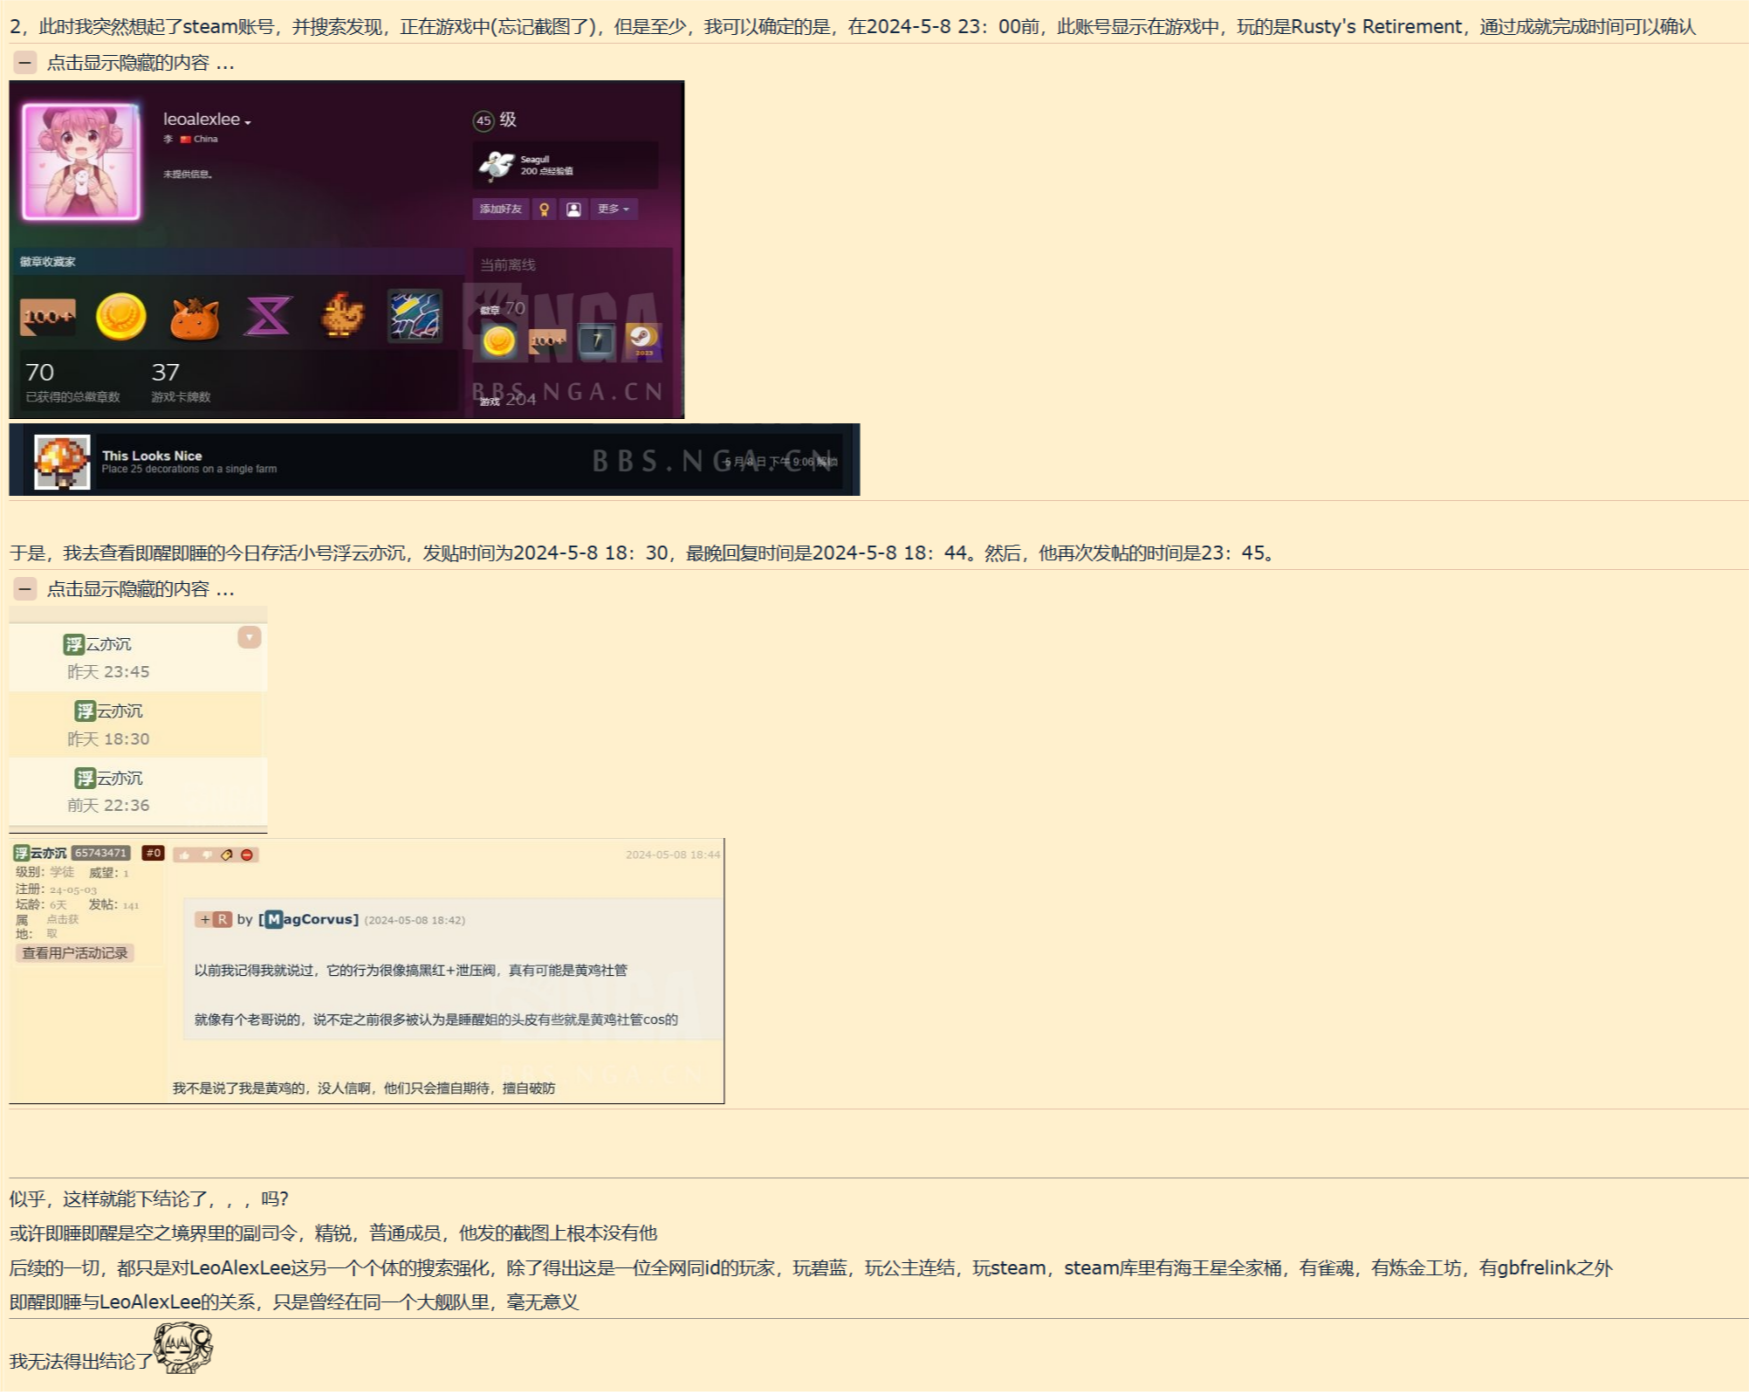 2，此时我突然想起了steam账号，并搜索发现，正在游戏中(忘记截图了)，但是至少，我可以确定的是，在2024-5-8 23：00前，此账号显示在游戏中，玩的是Rusty's Retirement，通过成就完成时间可以确认
− 点击显示隐藏的内容 ...
leoalexlee
李 China
未提供信息。
45 级
Seagull
200 点经验值
添加好友
更多
徽章收藏家
100+
70 已获得的总徽章数
37 游戏卡牌数
当前离线
徽章 70
100+
7
2023
游戏 204
NGA
BBS.NGA.CN
This Looks Nice
Place 25 decorations on a single farm
5 月 8 日 下午 9:06 解锁
BBS.NGA.CN
于是，我去查看即醒即睡的今日存活小号浮云亦沉，发贴时间为2024-5-8 18：30，最晚回复时间是2024-5-8 18：44。然后，他再次发帖的时间是23：45。
− 点击显示隐藏的内容 ...
浮云亦沉
昨天 23:45
浮云亦沉
昨天 18:30
浮云亦沉
前天 22:36
浮云亦沉 65743471 #0
2024-05-08 18:44
级别: 学徒 威望: 1
注册: 24-05-03
坛龄: 6天 发帖: 141
属 点击获
地: 取
查看用户活动记录
+ R by [MagCorvus] (2024-05-08 18:42)
以前我记得我就说过，它的行为很像搞黑红+泄压阀，真有可能是黄鸡社管
就像有个老哥说的，说不定之前很多被认为是睡醒姐的头皮有些就是黄鸡社管cos的
NGA
BBS.NGA.CN
我不是说了我是黄鸡的，没人信啊，他们只会擅自期待，擅自破防
似乎，这样就能下结论了，，，吗?
或许即睡即醒是空之境界里的副司令，精锐，普通成员，他发的截图上根本没有他
后续的一切，都只是对LeoAlexLee这另一个个体的搜索强化，除了得出这是一位全网同id的玩家，玩碧蓝，玩公主连结，玩steam，steam库里有海王星全家桶，有雀魂，有炼金工坊，有gbfrelink之外
即醒即睡与LeoAlexLee的关系，只是曾经在同一个大舰队里，毫无意义
我无法得出结论了